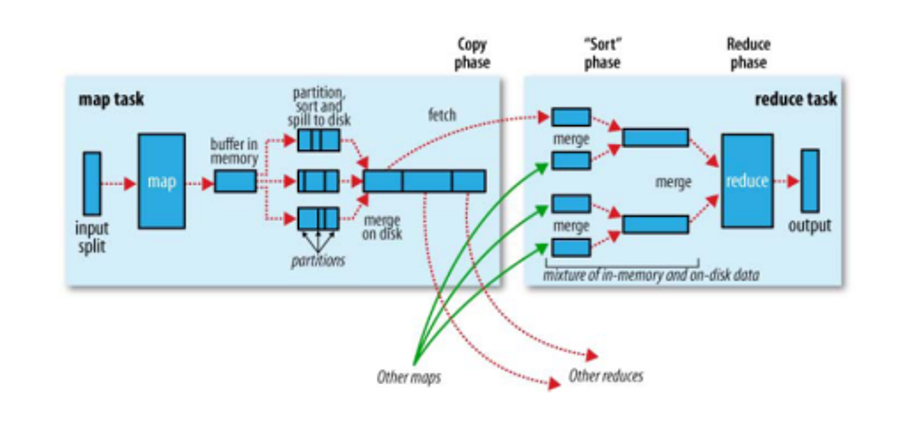 Copy
phase
“Sort”
phase
Reduce
phase
map task
partition,
sort and
spill to disk
fetch
reduce task
buffer in
memory
merge
map
merge
reduce
input
split
merge
on disk
merge
output
partitions
mixture of in-memory and on-disk data
Other maps
Other reduces